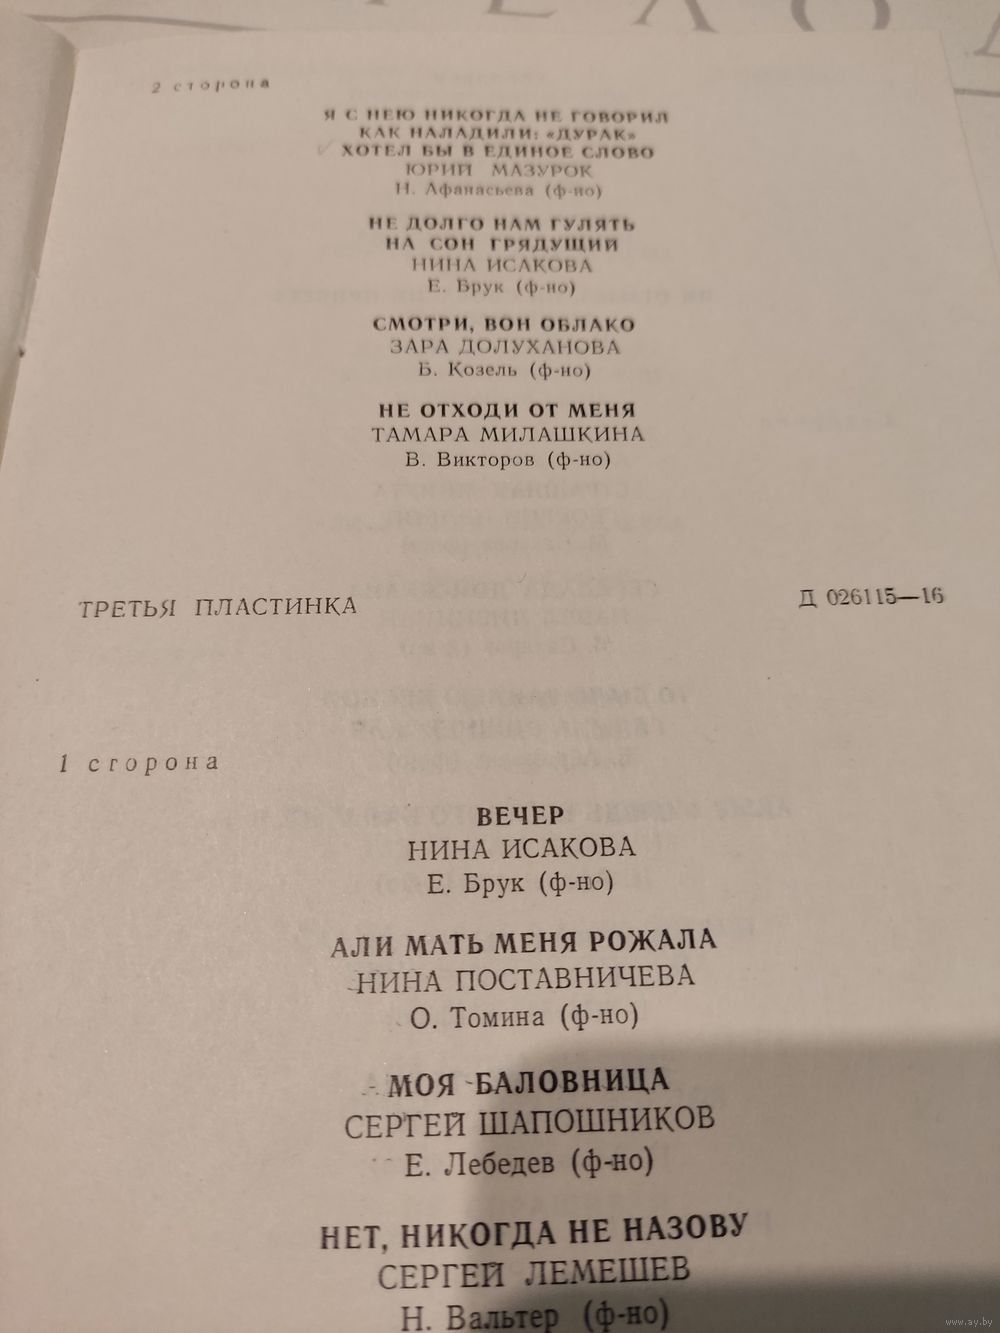 2 сторона
Я С НЕЮ НИКОГДА НЕ ГОВОРИЛ
КАК НАЛАДИЛИ: «ДУРАК»
ХОТЕЛ БЫ В ЕДИНОЕ СЛОВО
ЮРИЙ МАЗУРОК
Н. Афанасьева (ф-но)
НЕ ДОЛГО НАМ ГУЛЯТЬ
НА СОН ГРЯДУЩИЙ
НИНА ИСАКОВА
Е. Брук (ф-но)
СМОТРИ, ВОН ОБЛАКО
ЗАРА ДОЛУХАНОВА
Б. Козель (ф-но)
НЕ ОТХОДИ ОТ МЕНЯ
ТАМАРА МИЛАШКИНА
В. Викторов (ф-но)
ТРЕТЬЯ ПЛАСТИНКА
Д 026115—16
1 сторона
ВЕЧЕР
НИНА ИСАКОВА
Е. Брук (ф-но)
АЛИ МАТЬ МЕНЯ РОЖАЛА
НИНА ПОСТАВНИЧЕВА
О. Томина (ф-но)
МОЯ БАЛОВНИЦА
СЕРГЕЙ ШАПОШНИКОВ
Е. Лебедев (ф-но)
НЕТ, НИКОГДА НЕ НАЗОВУ
СЕРГЕЙ ЛЕМЕШЕВ
Н. Вальтер (ф-но)
www.ay.by